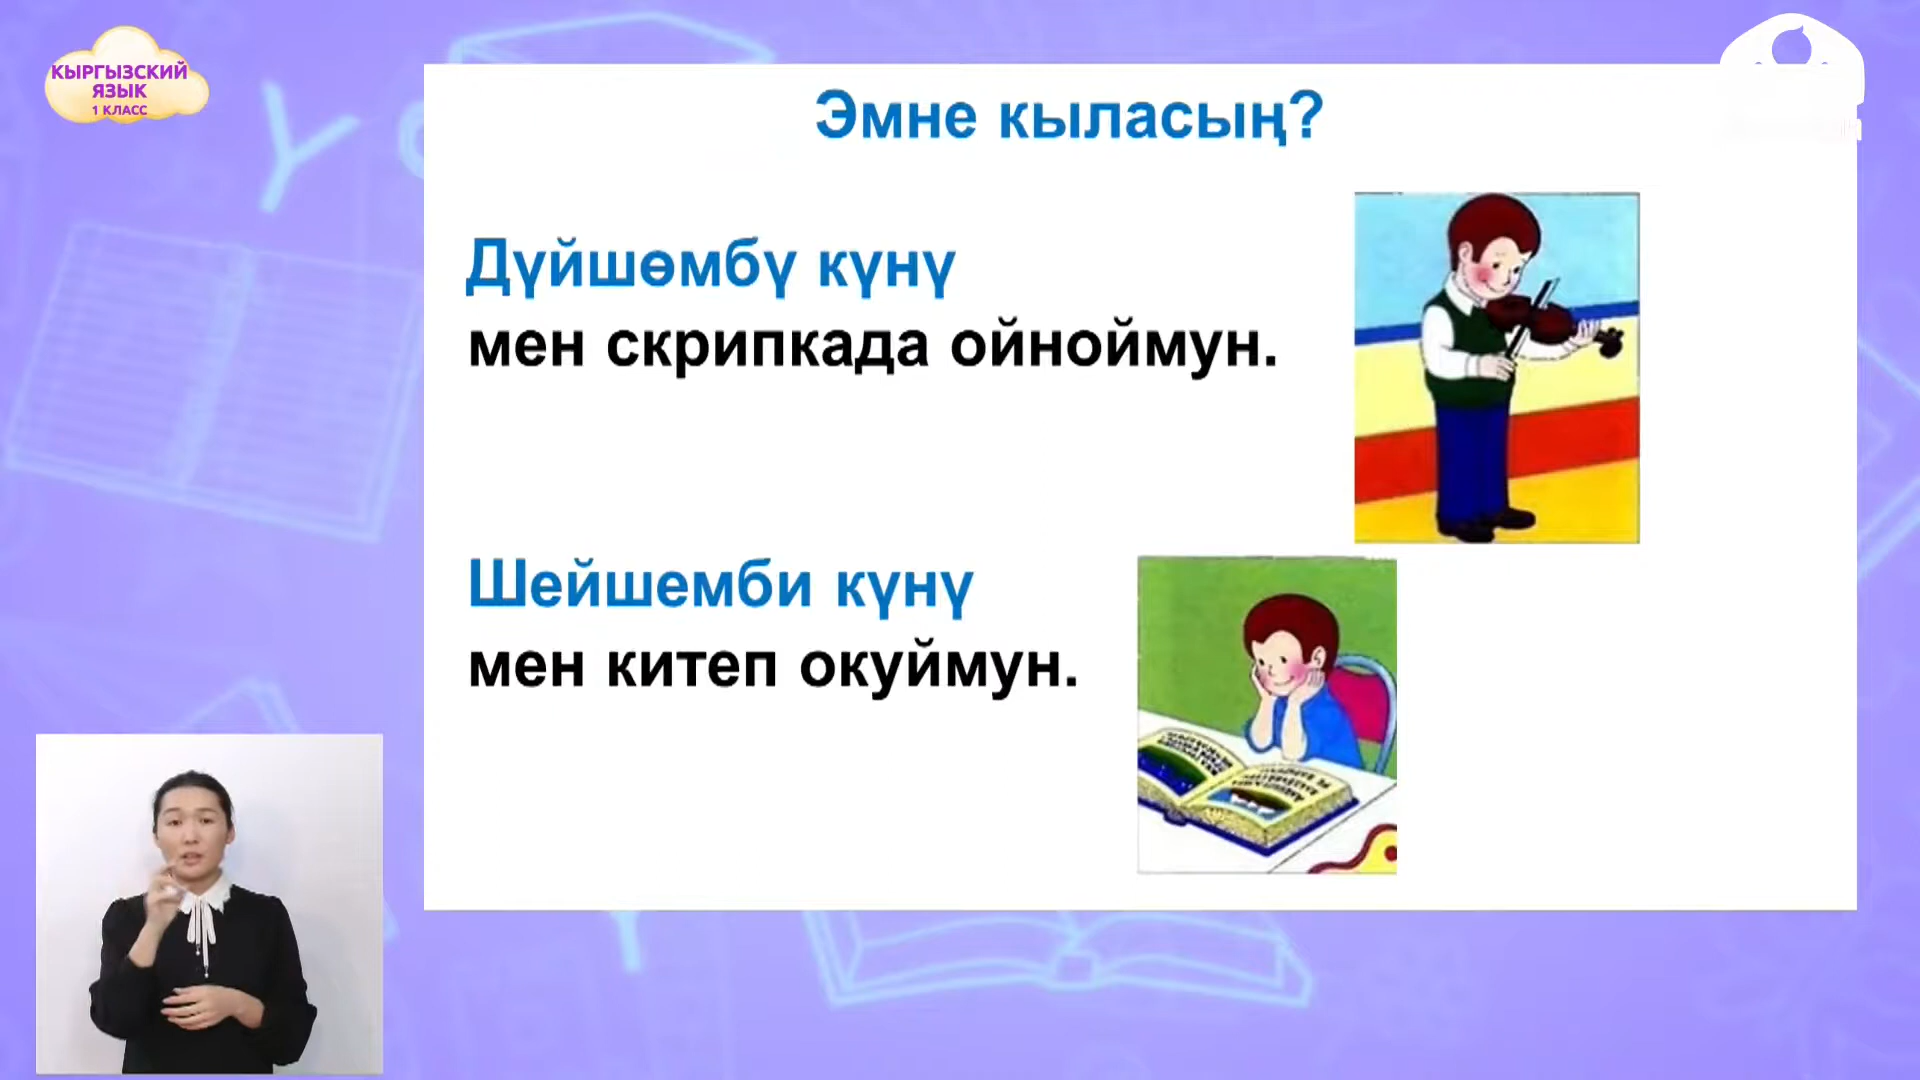 КЫРГЫЗСКИЙ
ЯЗЫК
1 КЛАСС
Эмне кыласың?
Дүйшөмбү күнү
мен скрипкада ойноймун.
Шейшемби күнү
мен китеп окуймун.